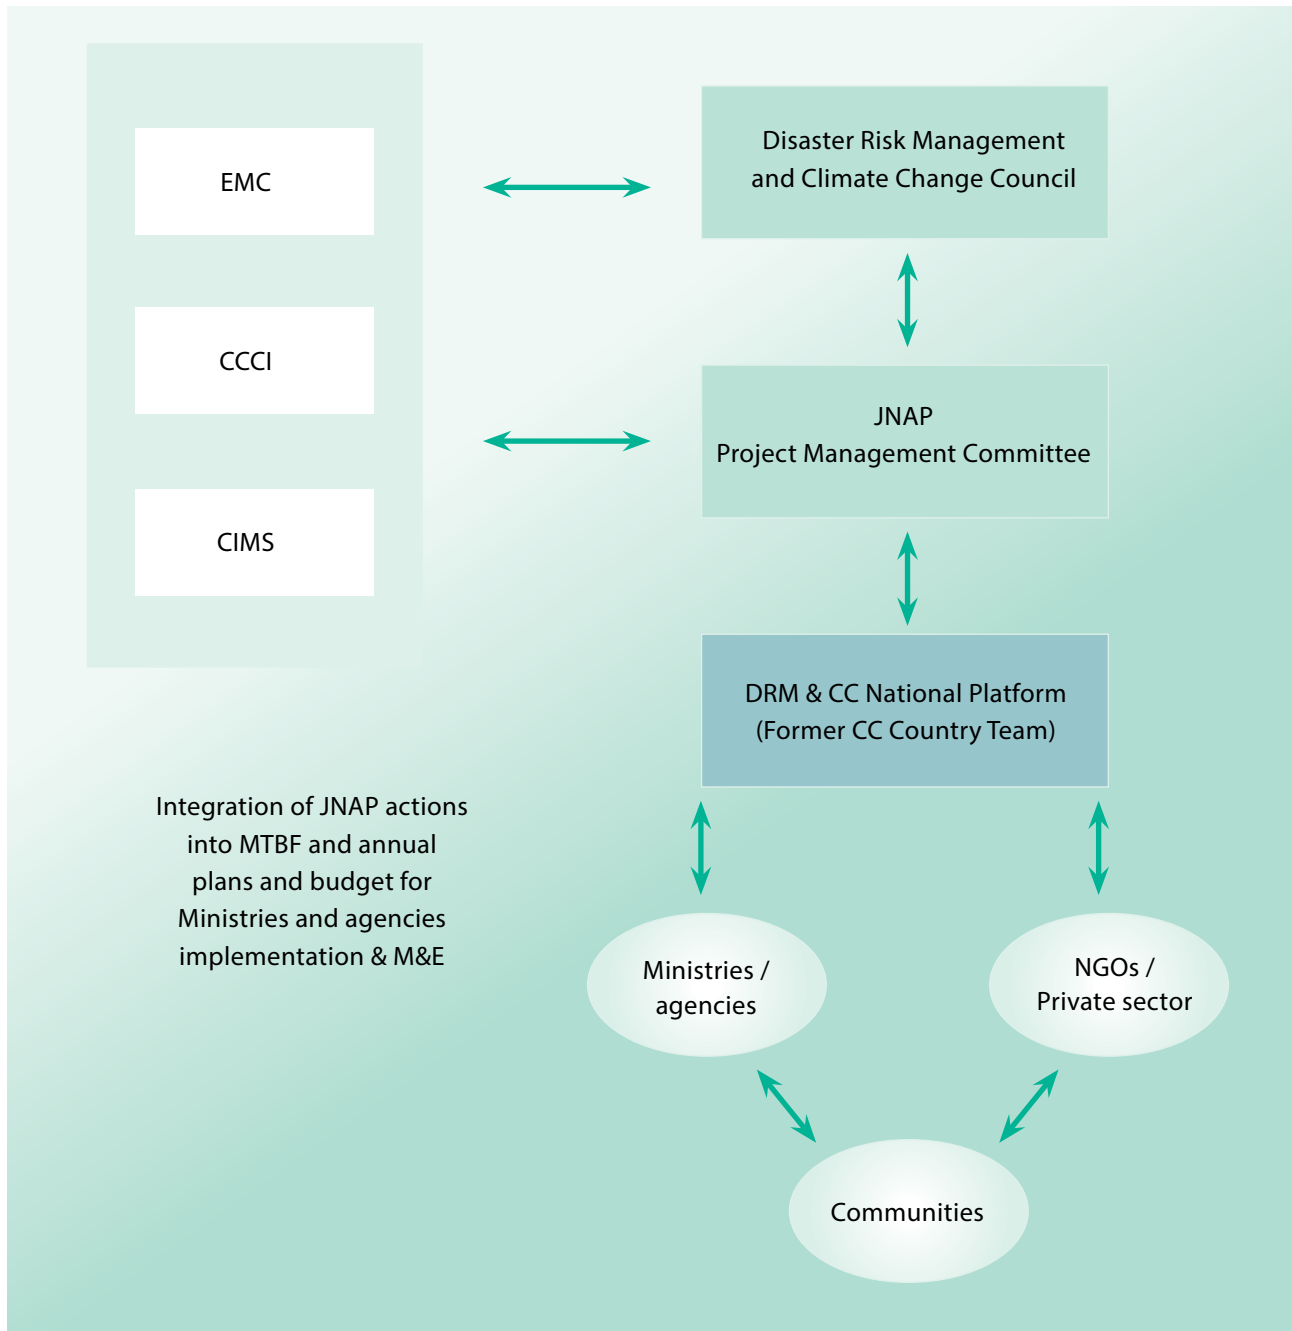 EMC
CCCI
CIMS
Disaster Risk Management
and Climate Change Council
JNAP
Project Management Committee
DRM & CC National Platform
(Former CC Country Team)
Integration of JNAP actions
into MTBF and annual
plans and budget for
Ministries and agencies
implementation & M&E
Ministries /
agencies
NGOs /
Private sector
Communities